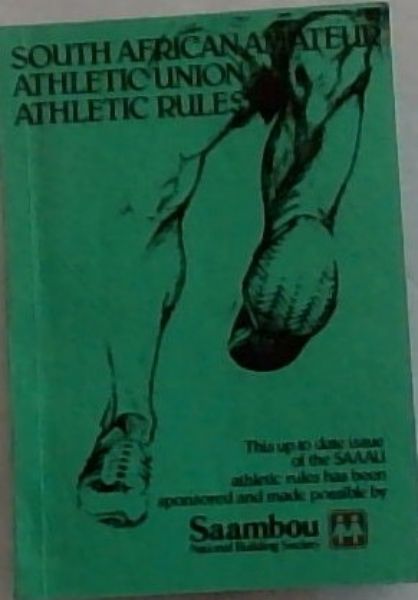 SOUTH AFRICAN AMATEUR
ATHLETIC UNION
ATHLETIC RULES
This up to date issue
of the SAAAU
athletic rules has been
sponsored and made possible by
Saambou
National Building Society